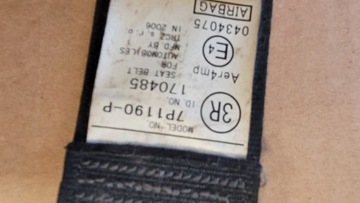 MODEL-NO.
7P1190-P
3R
ID.NO.
170485
SEAT BELT
FOR
AUTOMOBILES
MFD.BY
TRCZ s.r.o.
IN 2006
Aer4mp
E4
0434075
AIRBAG